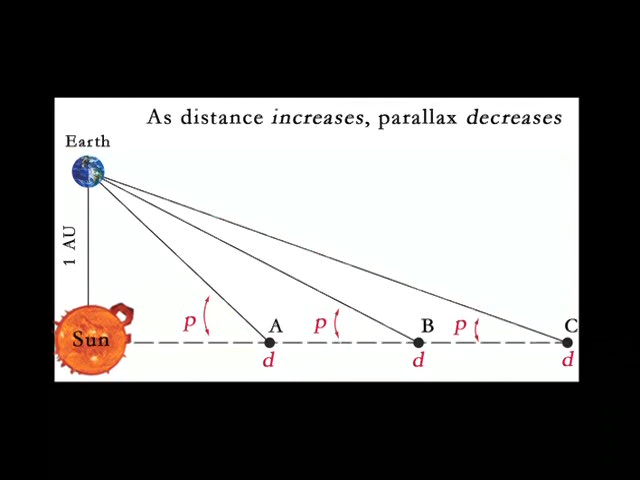 As distance increases, parallax decreases
Earth
1 AU
Sun
p
A
p
B
p
C
d
d
d